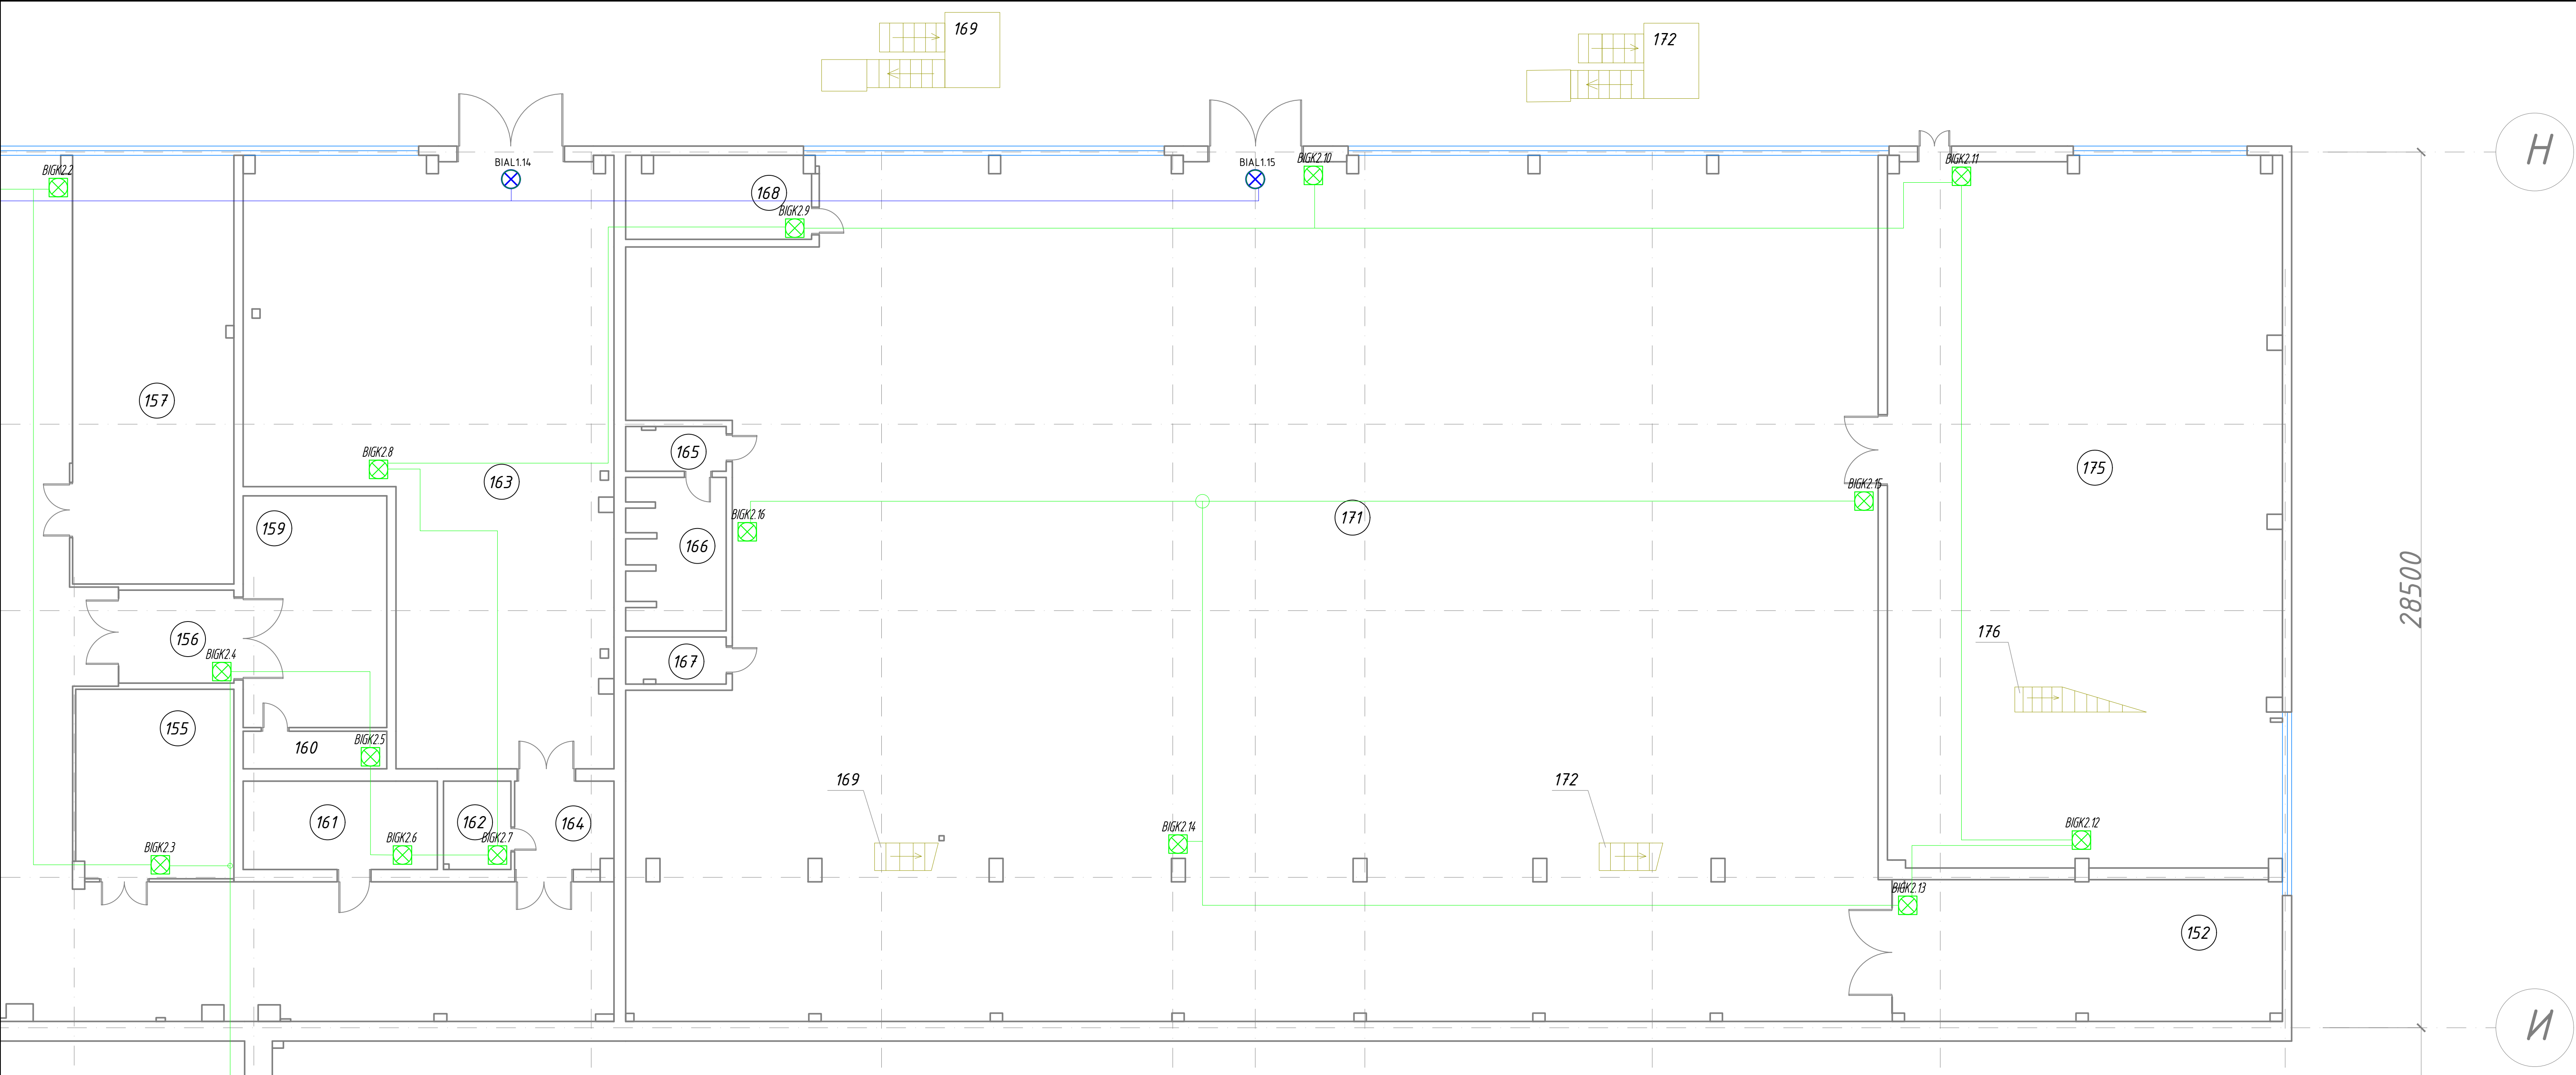 169
172
Н
BIAL1.14
BIAL1.15
BIGK2.10
BIGK2.11
BIGK2.2
168
BIGK2.9
157
BIGK2.8
163
165
175
BIGK2.15
159
BIGK2.16
171
166
28500
156
176
BIGK2.4
167
155
160
BIGK2.5
169
172
161
162
164
BIGK2.14
BIGK2.12
BIGK2.3
BIGK2.6
BIGK2.7
BIGK2.13
152
И